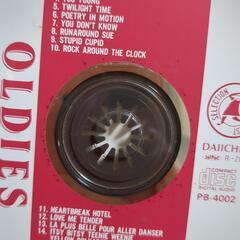 5. TWILIGHT TIME
6. POETRY IN MOTION
7. YOU DON'T KNOW
8. RUNAROUND SUE
9. STUPID CUPID
10. ROCK AROUND THE CLOCK
OLDIES
SELECTION
DAIICHI
COMPACT
disc
DIGITAL AUDIO
PB-4002
11. HEARTBREAK HOTEL
12. LOVE ME TENDER
13. LA PLUS BELLE POUR ALLER DANSER
14. ITSY BITSY TEENIE WEENIE